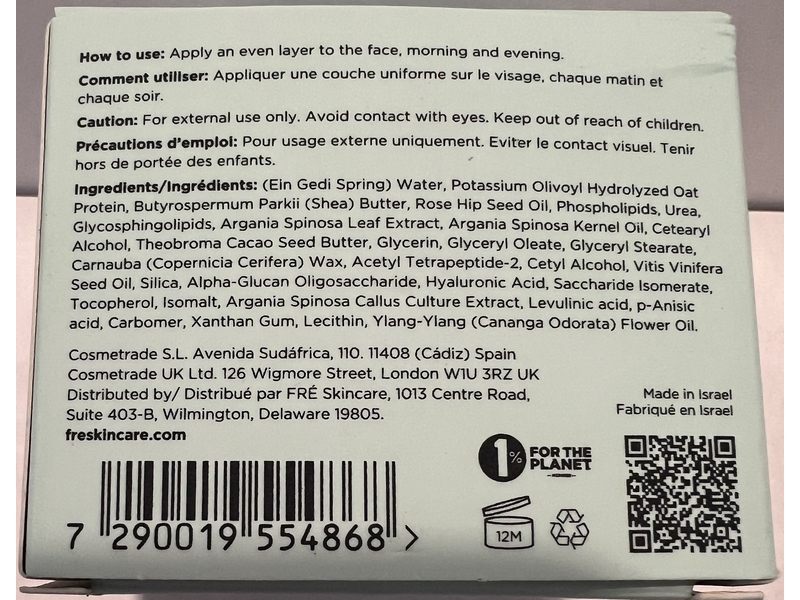 How to use: Apply an even layer to the face, morning and evening.
Comment utiliser: Appliquer une couche uniforme sur le visage, chaque matin et
chaque soir.
Caution: For external use only. Avoid contact with eyes. Keep out of reach of children.
Précautions d'emploi: Pour usage externe uniquement. Eviter le contact visuel. Tenir
hors de portée des enfants.
Ingredients/Ingrédients: (Ein Gedi Spring) Water, Potassium Olivoyl Hydrolyzed Oat
Protein, Butyrospermum Parkii (Shea) Butter, Rose Hip Seed Oil, Phospholipids, Urea,
Glycosphingolipids, Argania Spinosa Leaf Extract, Argania Spinosa Kernel Oil, Cetearyl
Alcohol, Theobroma Cacao Seed Butter, Glycerin, Glyceryl Oleate, Glyceryl Stearate,
Carnauba (Copernicia Cerifera) Wax, Acetyl Tetrapeptide-2, Cetyl Alcohol, Vitis Vinifera
Seed Oil, Silica, Alpha-Glucan Oligosaccharide, Hyaluronic Acid, Saccharide Isomerate,
Tocopherol, Isomalt, Argania Spinosa Callus Culture Extract, Levulinic acid, p-Anisic
acid, Carbomer, Xanthan Gum, Lecithin, Ylang-Ylang (Cananga Odorata) Flower Oil.
Cosmetrade S.L. Avenida Sudáfrica, 110. 11408 (Cádiz) Spain
Cosmetrade UK Ltd. 126 Wigmore Street, London W1U 3RZ UK
Distributed by/ Distribué par FRÉ Skincare, 1013 Centre Road,
Suite 403-B, Wilmington, Delaware 19805.
freskincare.com
Made in Israel
Fabriqué en Israel
1% FOR THE
PLANET
12M
7 290019 554868 >